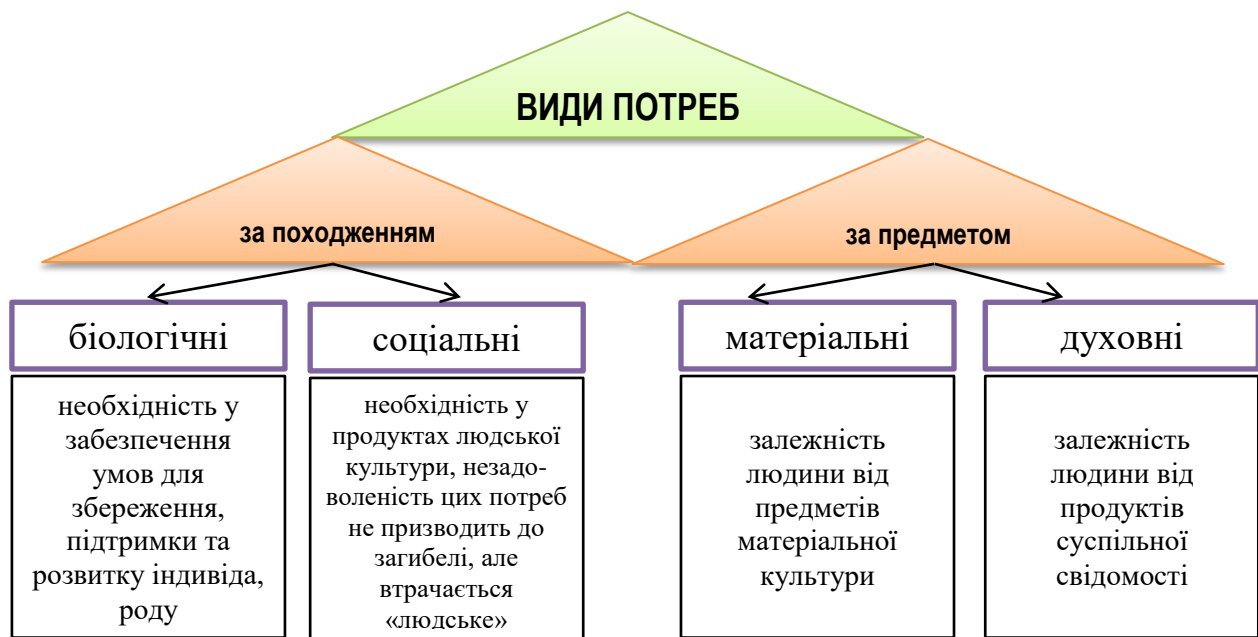 ВИДИ ПОТРЕБ
за походженням
за предметом
біологічні
соціальні
матеріальні
духовні
необхідність у
забезпечення
умов для
збереження,
підтримки та
розвитку індивіда,
роду
необхідність у
продуктах людської
культури, незадо-
воленість цих потреб
не призводить до
загибелі, але
втрачається
«людське»
залежність
людини від
предметів
матеріальної
культури
залежність
людини від
продуктів
суспільної
свідомості